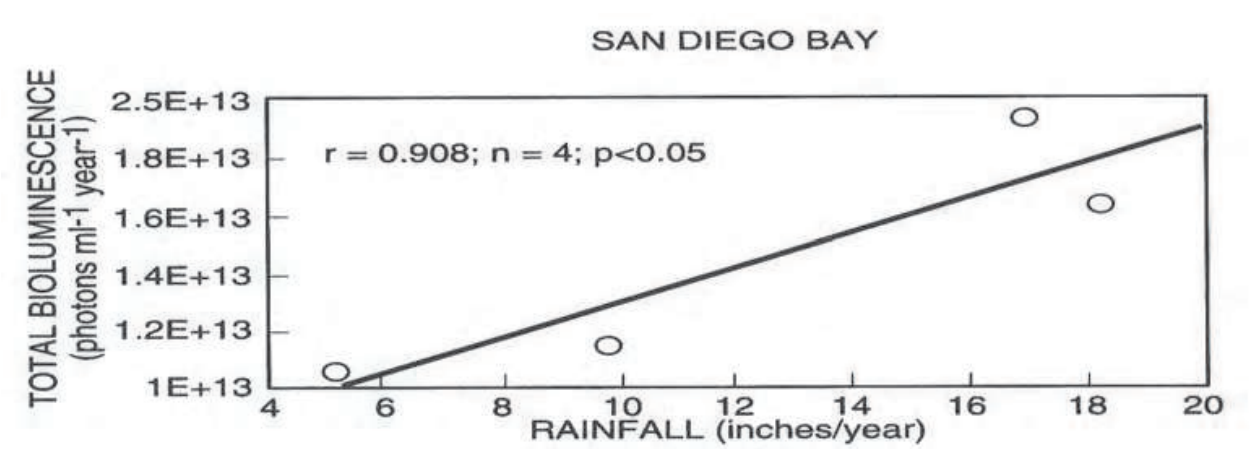 SAN DIEGO BAY
TOTAL BIOLUMINESCENCE
(photons ml-1 year-1)
2.5E+13
r = 0.908; n = 4; p<0.05
1.8E+13
1.6E+13
1.4E+13
1.2E+13
1E+13
4 6 8 10 12 14 16 18 20
RAINFALL (inches/year)